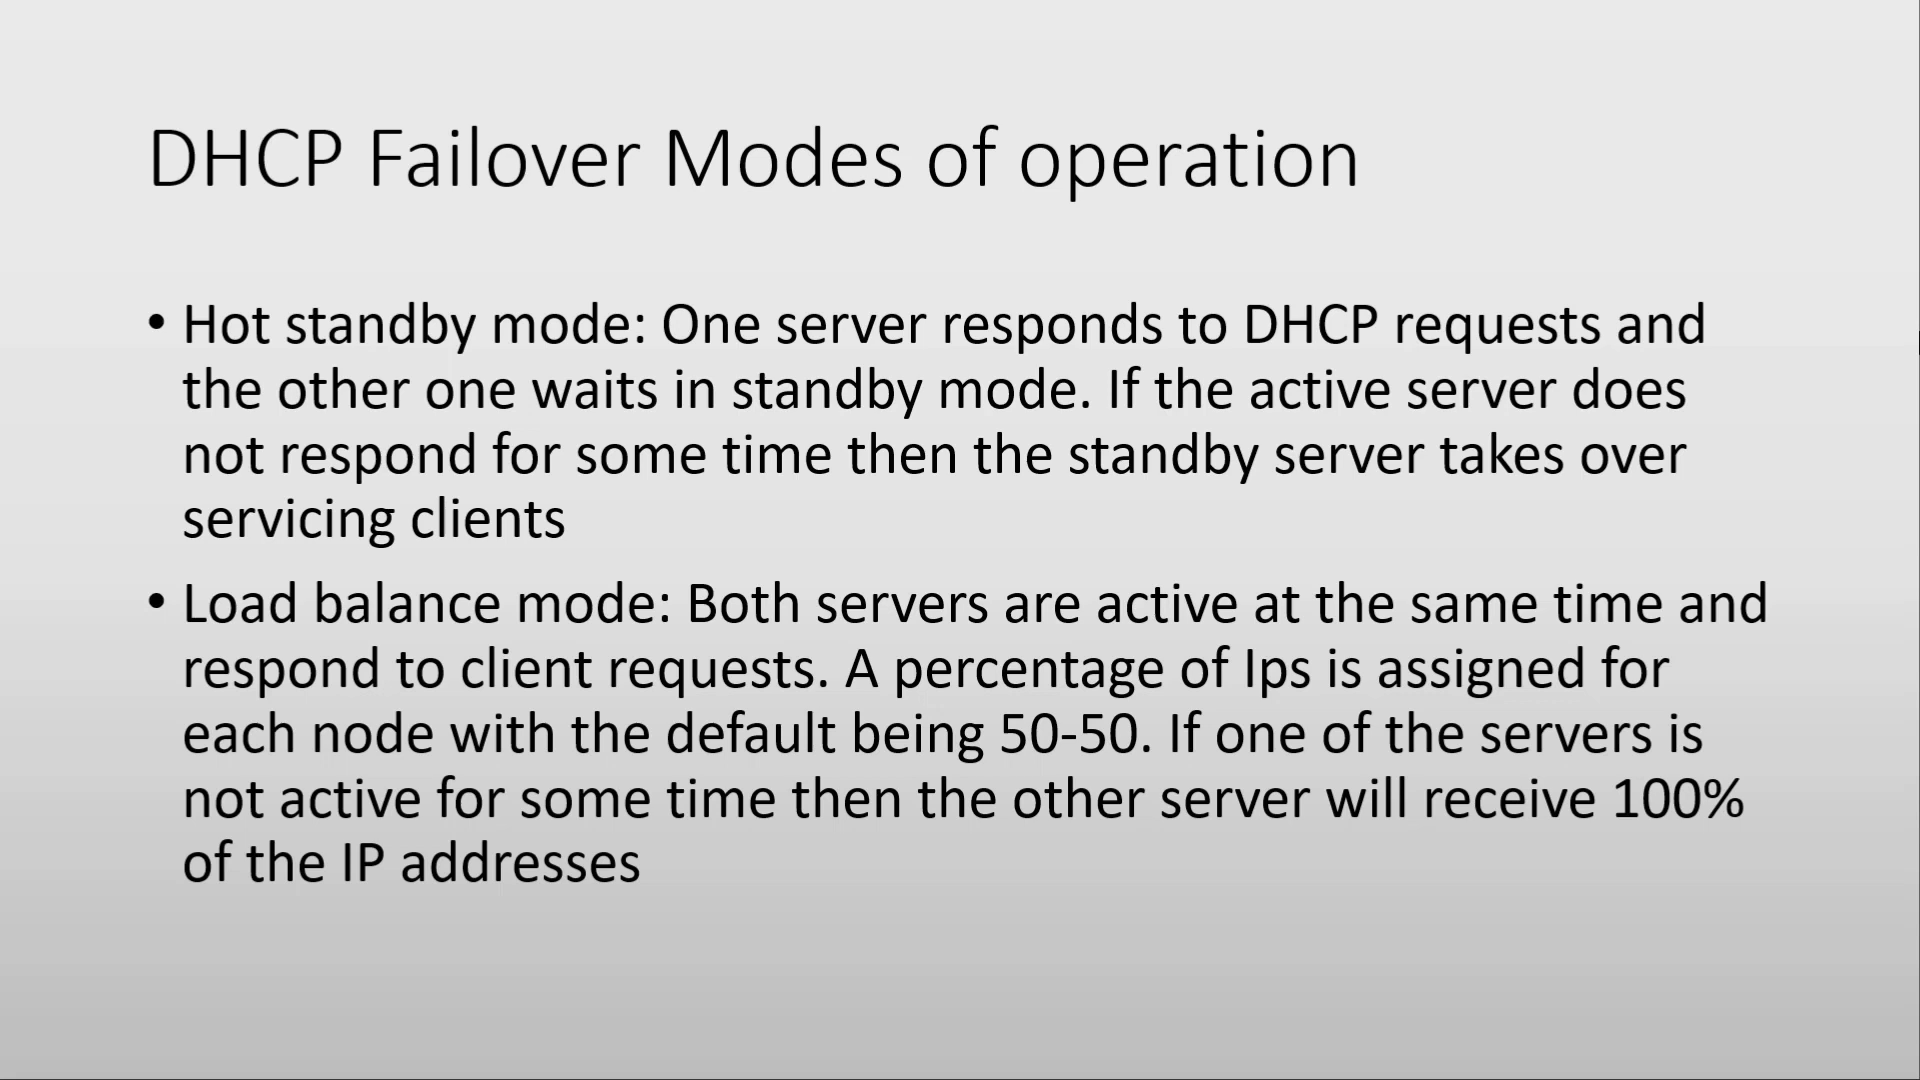 DHCP Failover Modes of operation
• Hot standby mode: One server responds to DHCP requests and
the other one waits in standby mode. If the active server does
not respond for some time then the standby server takes over
servicing clients
• Load balance mode: Both servers are active at the same time and
respond to client requests. A percentage of Ips is assigned for
each node with the default being 50-50. If one of the servers is
not active for some time then the other server will receive 100%
of the IP addresses